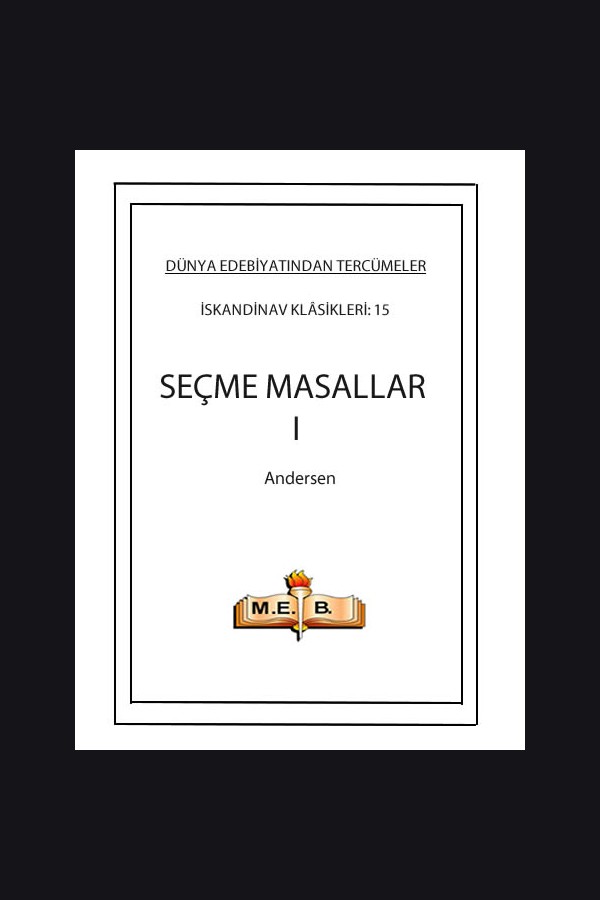 DÜNYA EDEBİYATINDAN TERCÜMELER
İSKANDİNAV KLÂSİKLERİ: 15
SEÇME MASALLAR
I
Andersen
M.E. B.